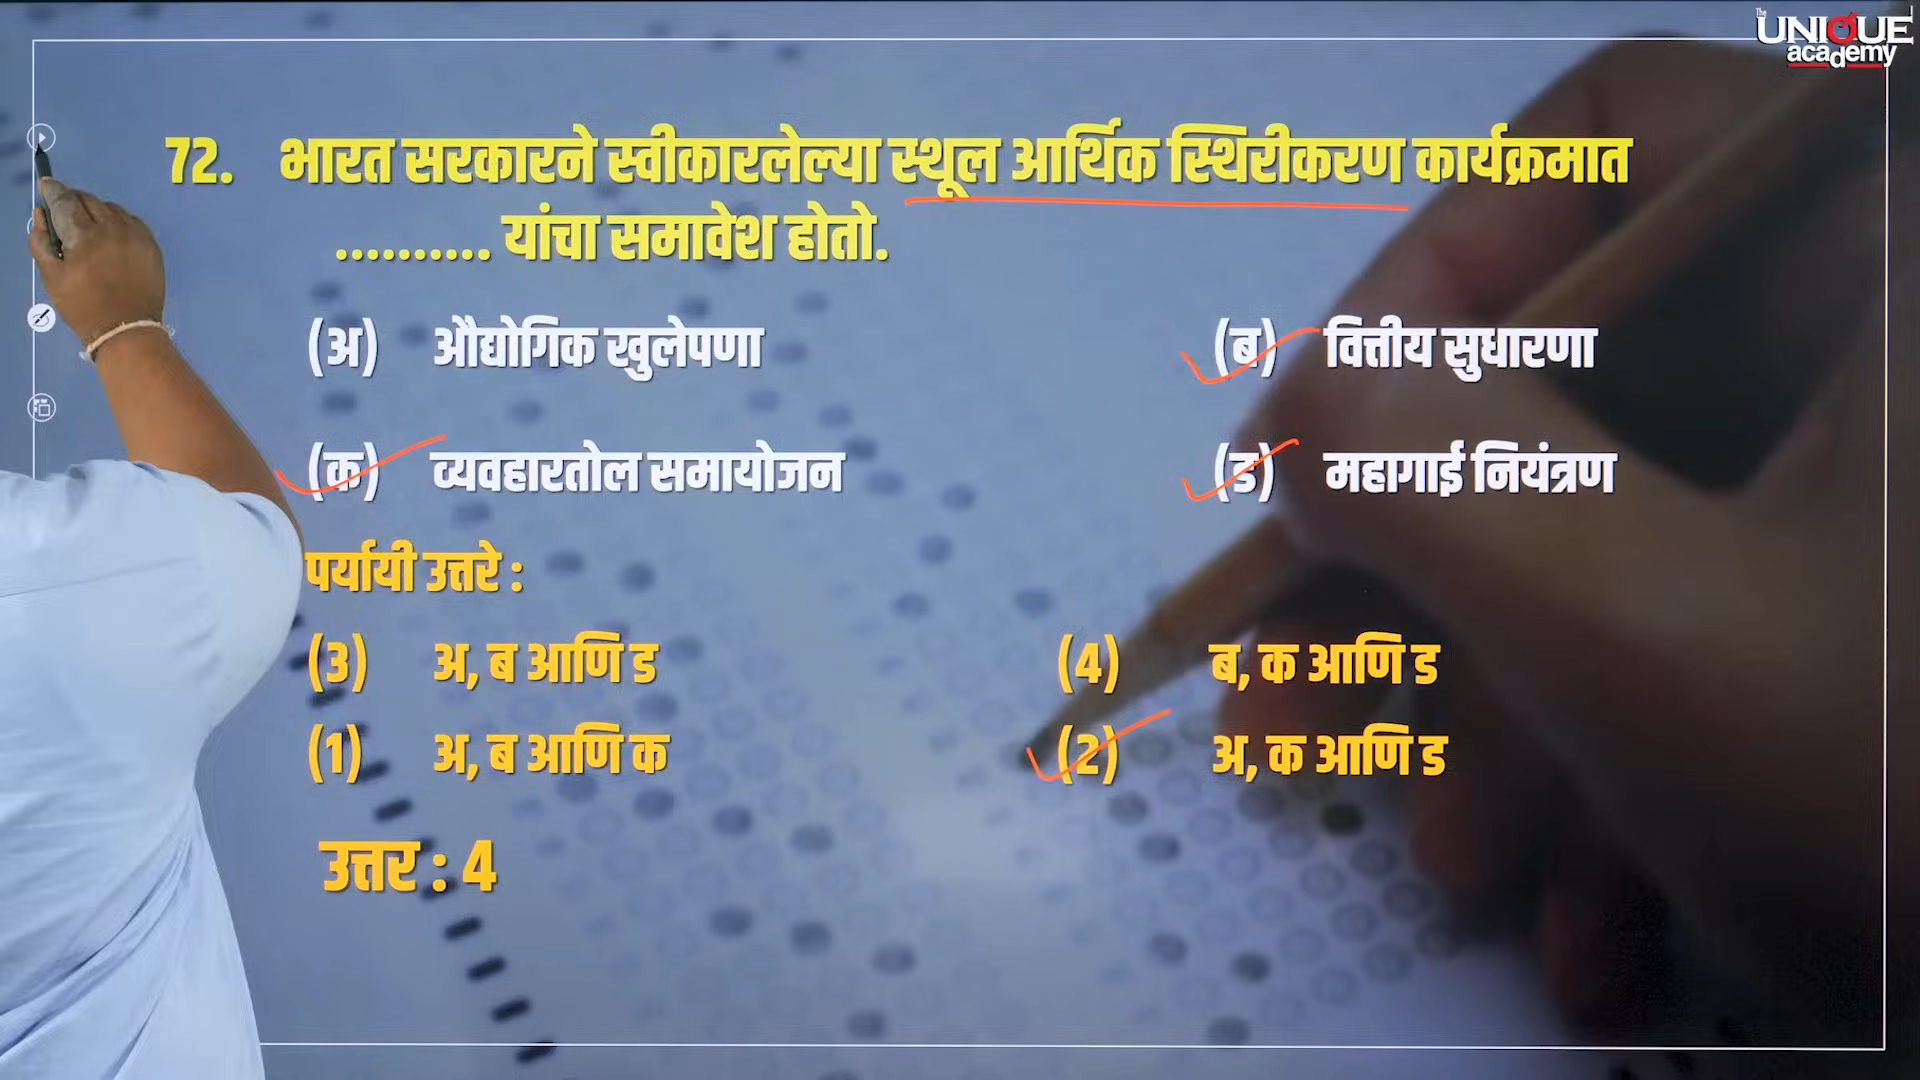 The
UNIQUE
academy
72. भारत सरकारने स्वीकारलेल्या स्थूल आर्थिक स्थिरीकरण कार्यक्रमात
.......... यांचा समावेश होतो.
(अ) औद्योगिक खुलेपणा (ब) वित्तीय सुधारणा
(क) व्यवहारतोल समायोजन (ड) महागाई नियंत्रण
पर्यायी उत्तरे :
(3) अ, ब आणि ड (4) ब, क आणि ड
(1) अ, ब आणि क (2) अ, क आणि ड
उत्तर : 4